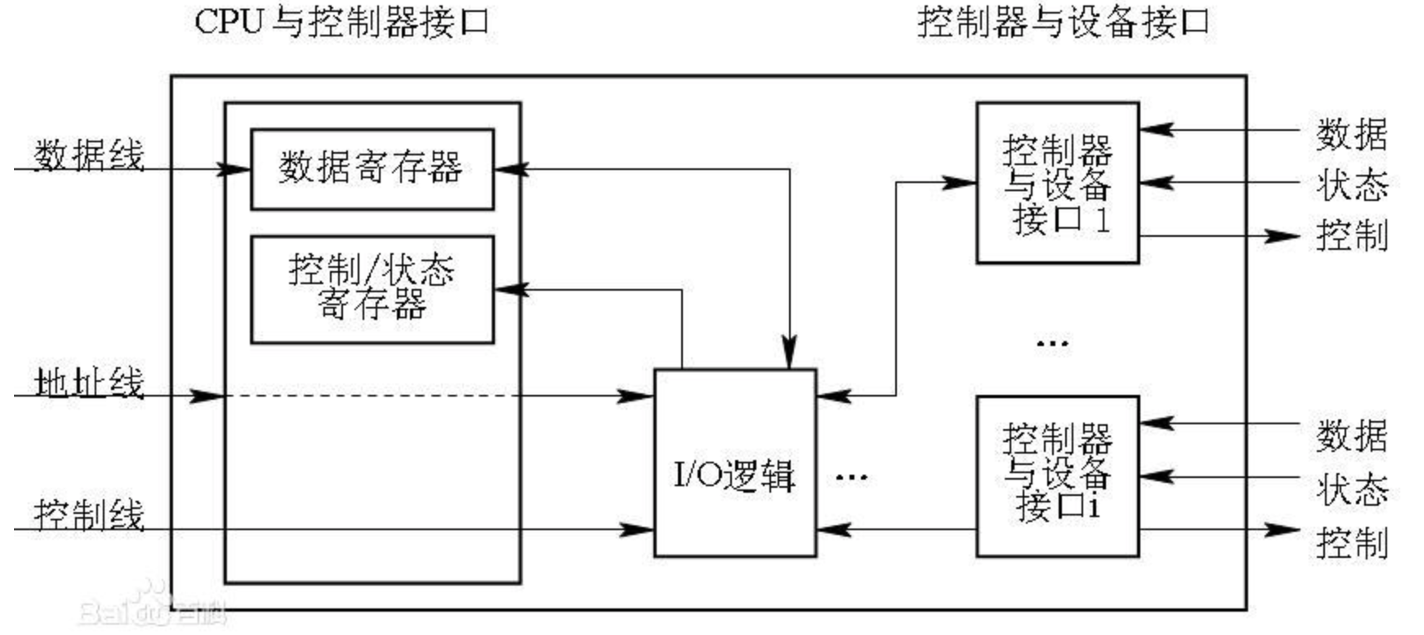 CPU与控制器接口
控制器与设备接口
数据线
数据寄存器
控制/状态
寄存器
地址线
控制线
I/O逻辑
...
控制器
与设备
接口1
数据
状态
控制
...
控制器
与设备
接口i
数据
状态
控制
Baidu百科